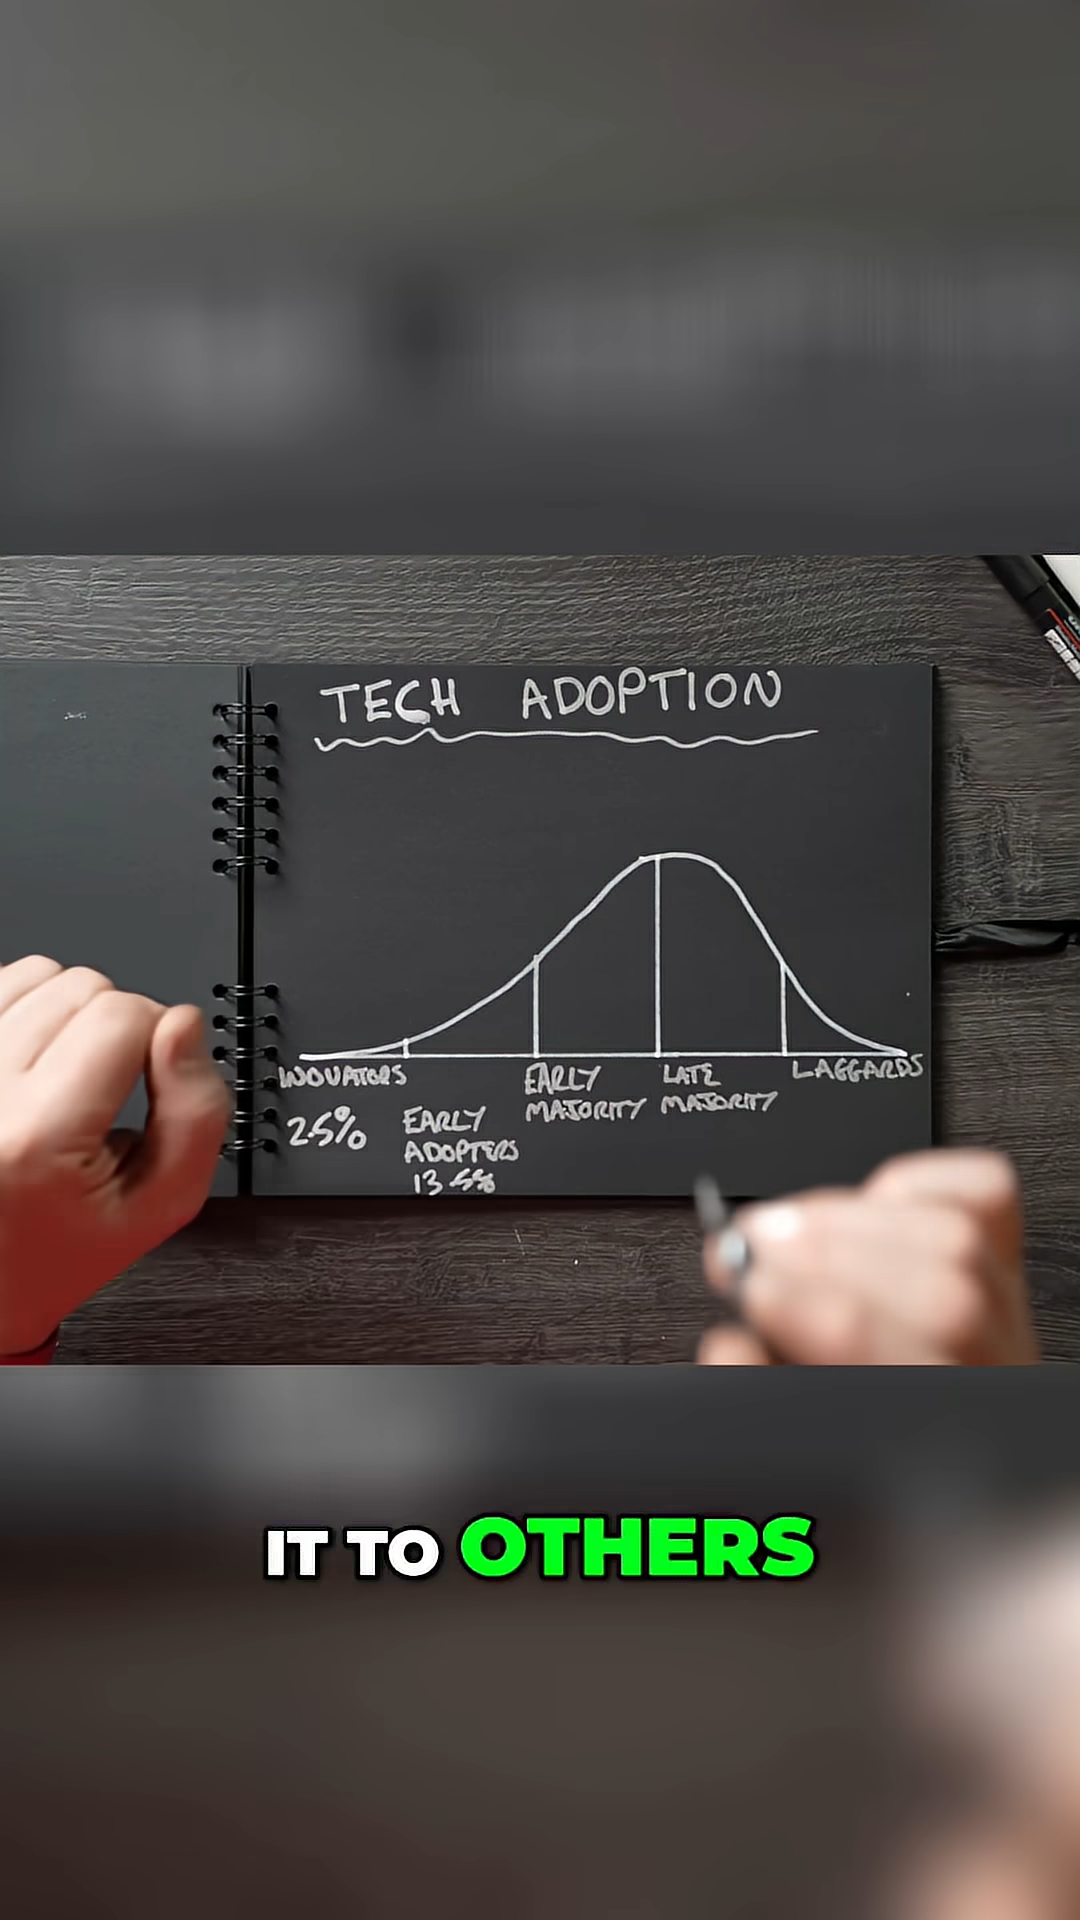 TECH ADOPTION
INNOVATORS
2.5%
EARLY
ADOPTERS
13.5%
EARLY
MAJORITY
LATE
MAJORITY
LAGGARDS
IT TO OTHERS